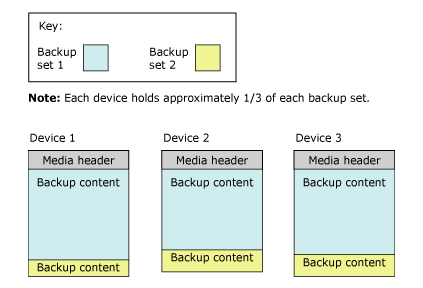 Key:
Backup
set 1
Backup
set 2
Note: Each device holds approximately 1/3 of each backup set.
Device 1
Device 2
Device 3
Media header
Media header
Media header
Backup content
Backup content
Backup content
Backup content
Backup content
Backup content